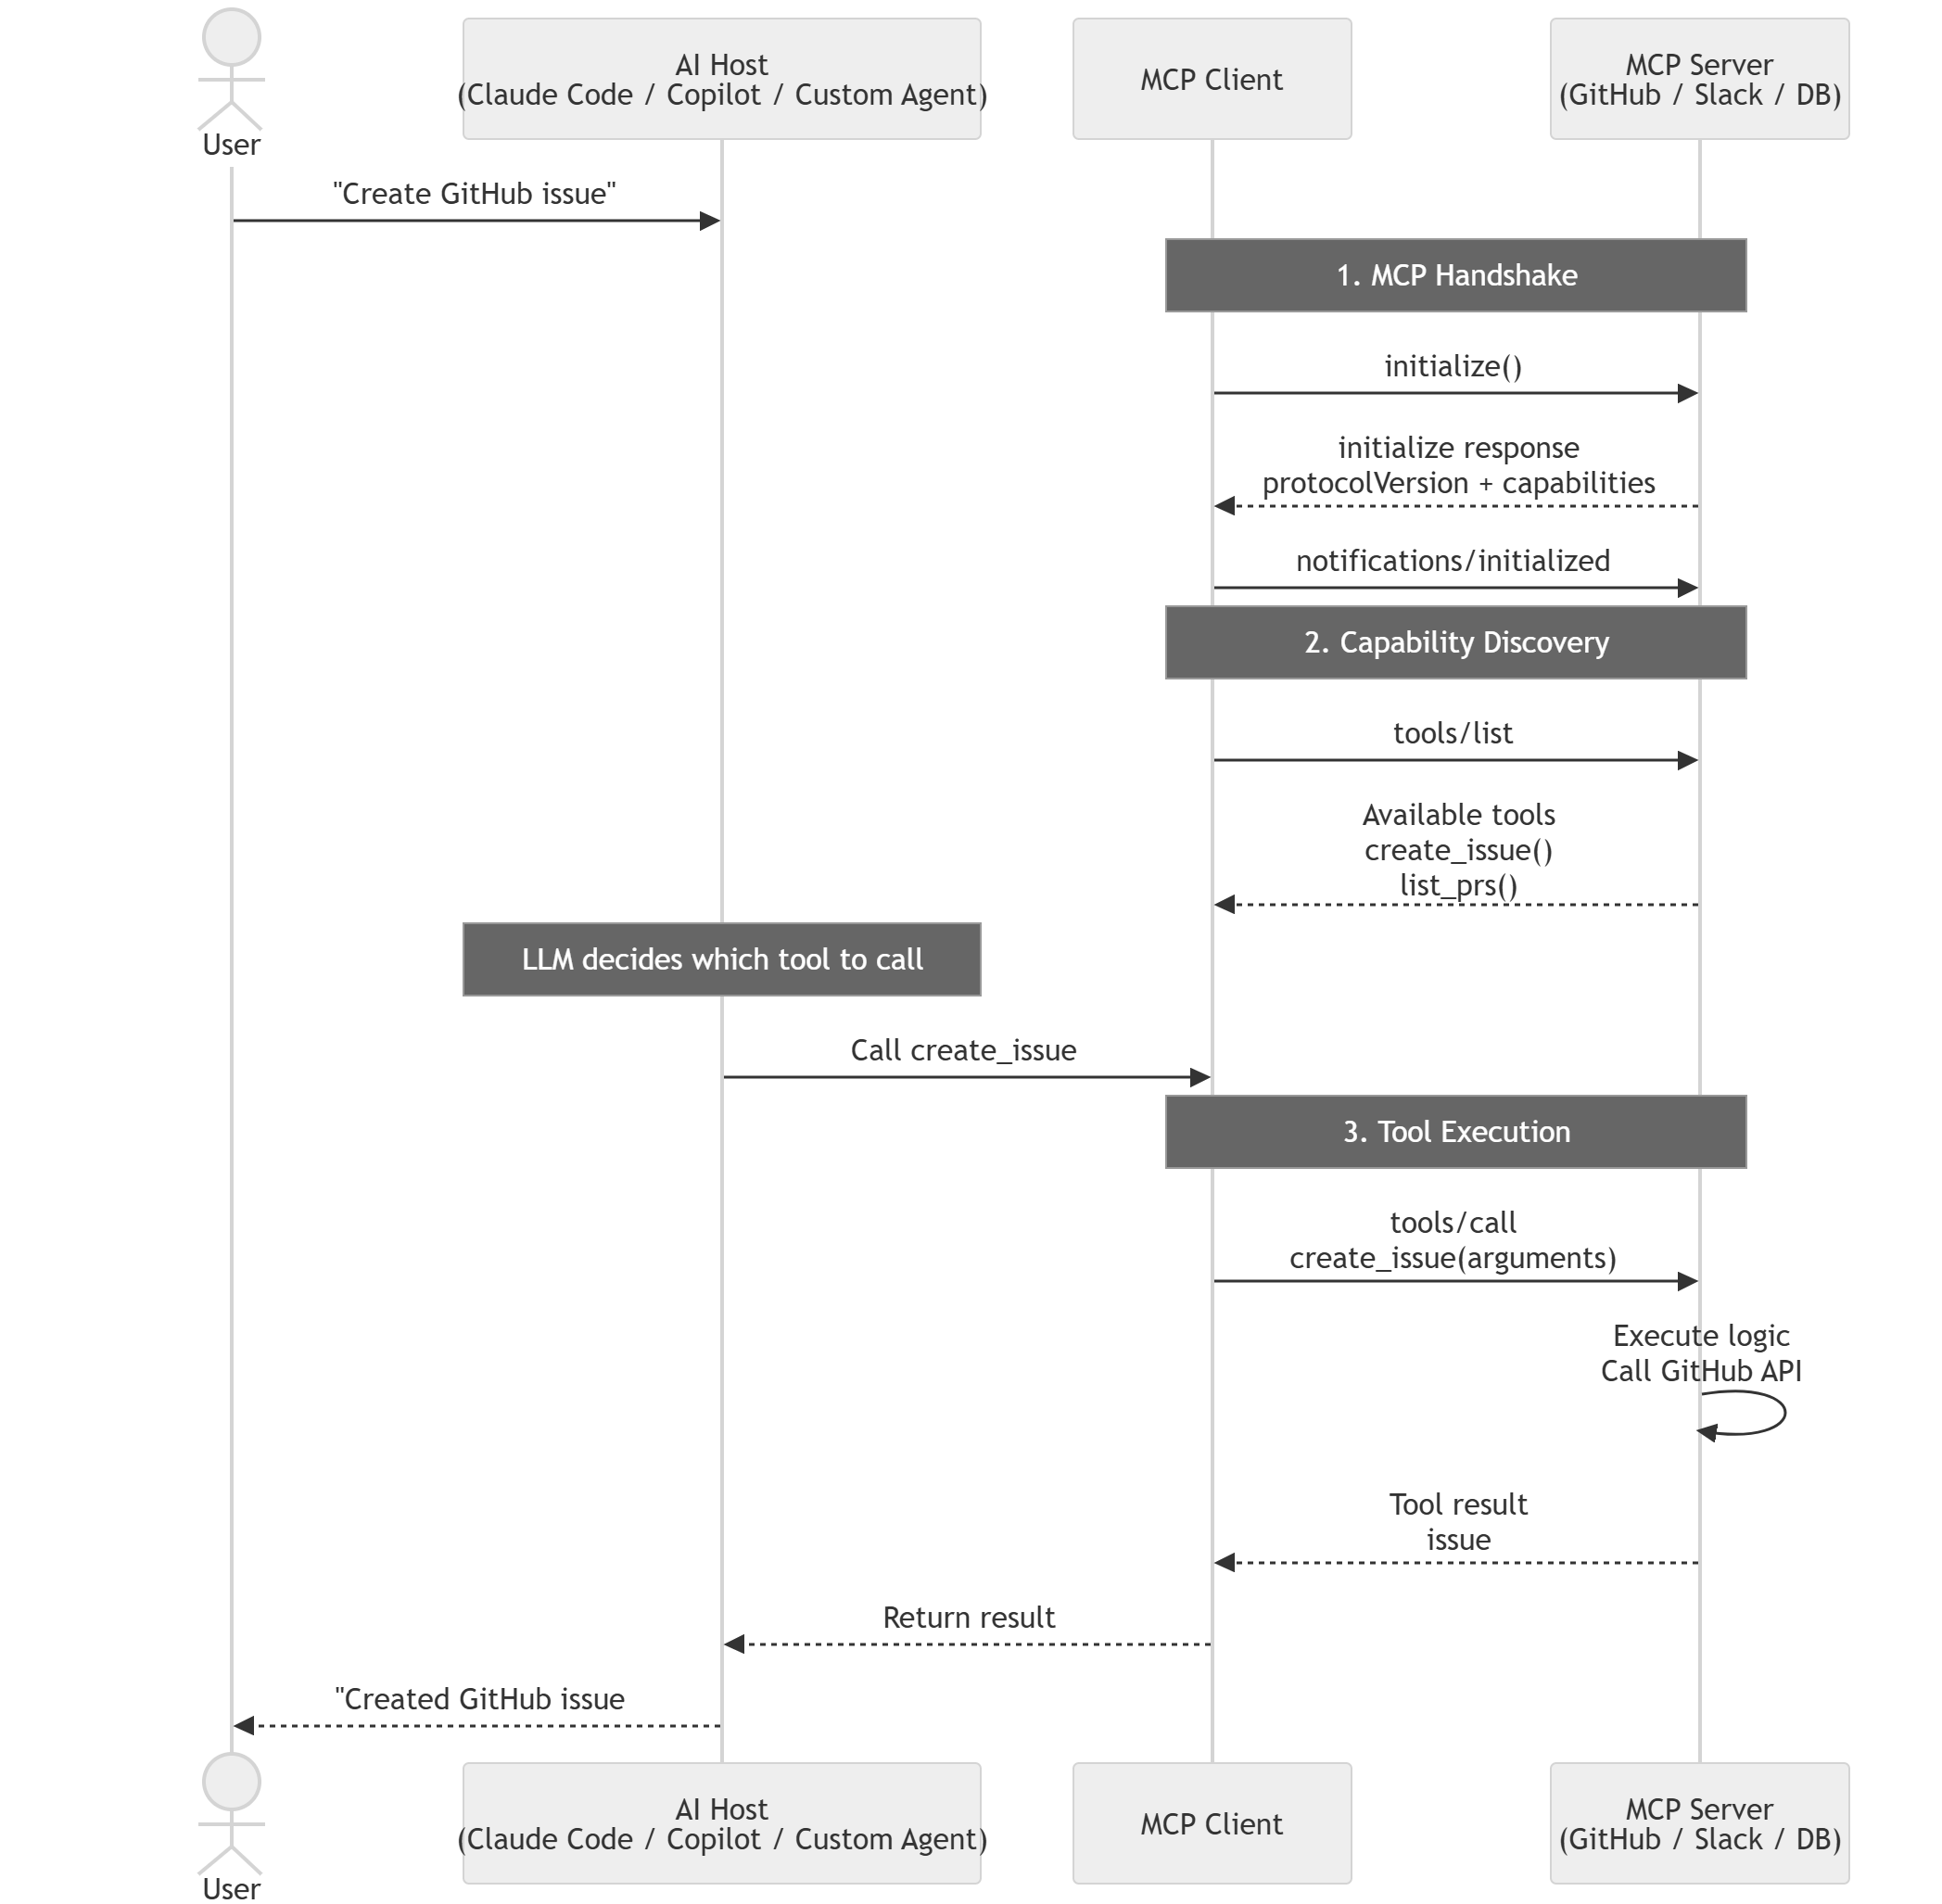 User
AI Host
(Claude Code / Copilot / Custom Agent)
MCP Client
MCP Server
(GitHub / Slack / DB)
"Create GitHub issue"
1. MCP Handshake
initialize()
initialize response
protocolVersion + capabilities
notifications/initialized
2. Capability Discovery
tools/list
Available tools
create_issue()
list_prs()
LLM decides which tool to call
Call create_issue
3. Tool Execution
tools/call
create_issue(arguments)
Execute logic
Call GitHub API
Tool result
issue
Return result
"Created GitHub issue
User
AI Host
(Claude Code / Copilot / Custom Agent)
MCP Client
MCP Server
(GitHub / Slack / DB)